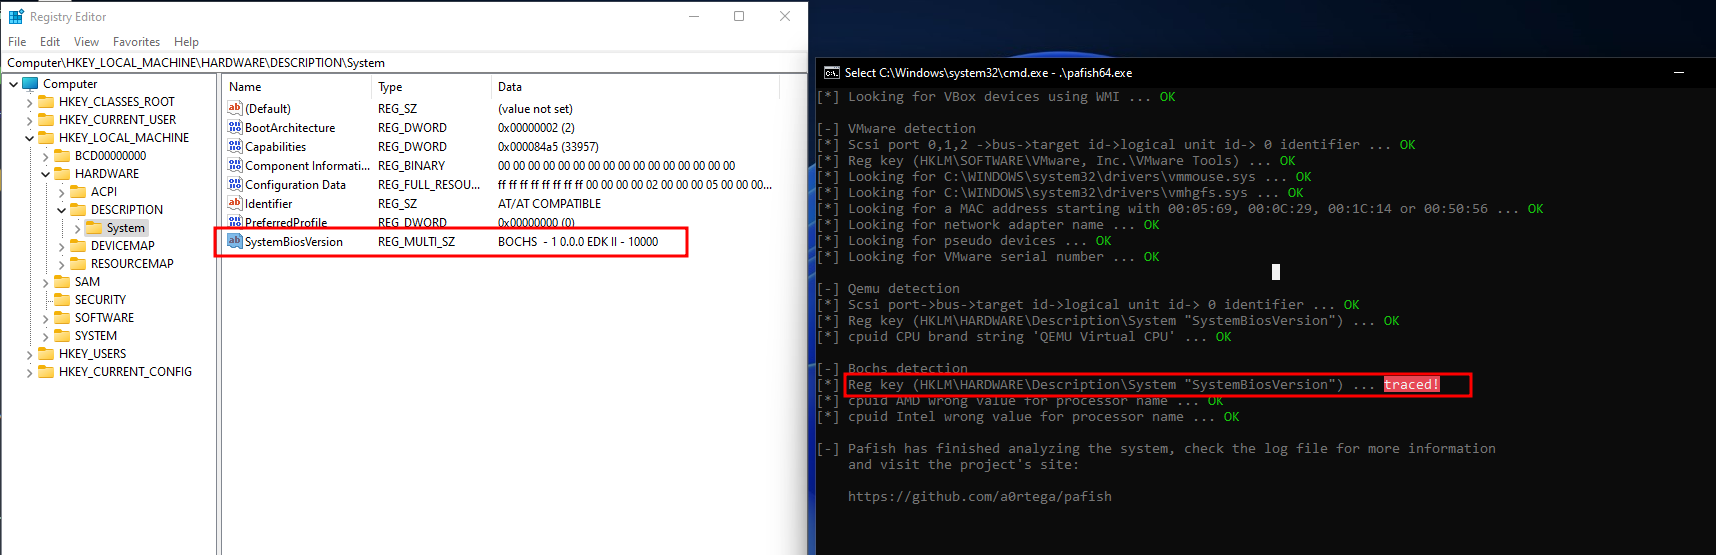 Registry Editor
File Edit View Favorites Help
Computer\HKEY_LOCAL_MACHINE\HARDWARE\DESCRIPTION\System
Computer
HKEY_CLASSES_ROOT
HKEY_CURRENT_USER
HKEY_LOCAL_MACHINE
BCD00000000
HARDWARE
ACPI
DESCRIPTION
System
DEVICEMAP
RESOURCEMAP
SAM
SECURITY
SOFTWARE
SYSTEM
HKEY_USERS
HKEY_CURRENT_CONFIG
Name Type Data
(Default) REG_SZ (value not set)
BootArchitecture REG_DWORD 0x00000002 (2)
Capabilities REG_DWORD 0x000084a5 (33957)
Component Informati... REG_BINARY 00 00 00 00 00 00 00 00 00 00 00 00 00 00 00 00
Configuration Data REG_FULL_RESOU... ff ff ff ff ff ff ff ff 00 00 00 00 02 00 00 00 05 00 00 00...
Identifier REG_SZ AT/AT COMPATIBLE
PreferredProfile REG_DWORD 0x00000000 (0)
SystemBiosVersion REG_MULTI_SZ BOCHS - 1 0.0.0 EDK II - 10000
Select C:\Windows\system32\cmd.exe - .\pafish64.exe
[*] Looking for VBox devices using WMI ... OK
[-] VMware detection
[*] Scsi port 0,1,2 ->bus->target id->logical unit id-> 0 identifier ... OK
[*] Reg key (HKLM\SOFTWARE\VMware, Inc.\VMware Tools) ... OK
[*] Looking for C:\WINDOWS\system32\drivers\vmmouse.sys ... OK
[*] Looking for C:\WINDOWS\system32\drivers\vmhgfs.sys ... OK
[*] Looking for a MAC address starting with 00:05:69, 00:0C:29, 00:1C:14 or 00:50:56 ... OK
[*] Looking for network adapter name ... OK
[*] Looking for pseudo devices ... OK
[*] Looking for VMware serial number ... OK
[-] Qemu detection
[*] Scsi port->bus->target id->logical unit id-> 0 identifier ... OK
[*] Reg key (HKLM\HARDWARE\Description\System "SystemBiosVersion") ... OK
[*] cpuid CPU brand string 'QEMU Virtual CPU' ... OK
[-] Bochs detection
[*] Reg key (HKLM\HARDWARE\Description\System "SystemBiosVersion") ... traced!
[*] cpuid AMD wrong value for processor name ... OK
[*] cpuid Intel wrong value for processor name ... OK
[-] Pafish has finished analyzing the system, check the log file for more information
and visit the project's site:
https://github.com/a0rtega/pafish